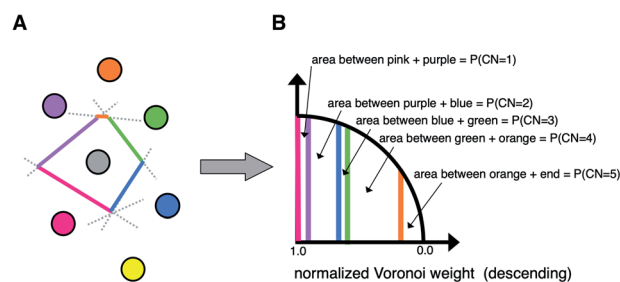 A
B
area between pink + purple = P(CN=1)
area between purple + blue = P(CN=2)
area between blue + green = P(CN=3)
area between green + orange = P(CN=4)
area between orange + end = P(CN=5)
1.0 0.0
normalized Voronoi weight (descending)